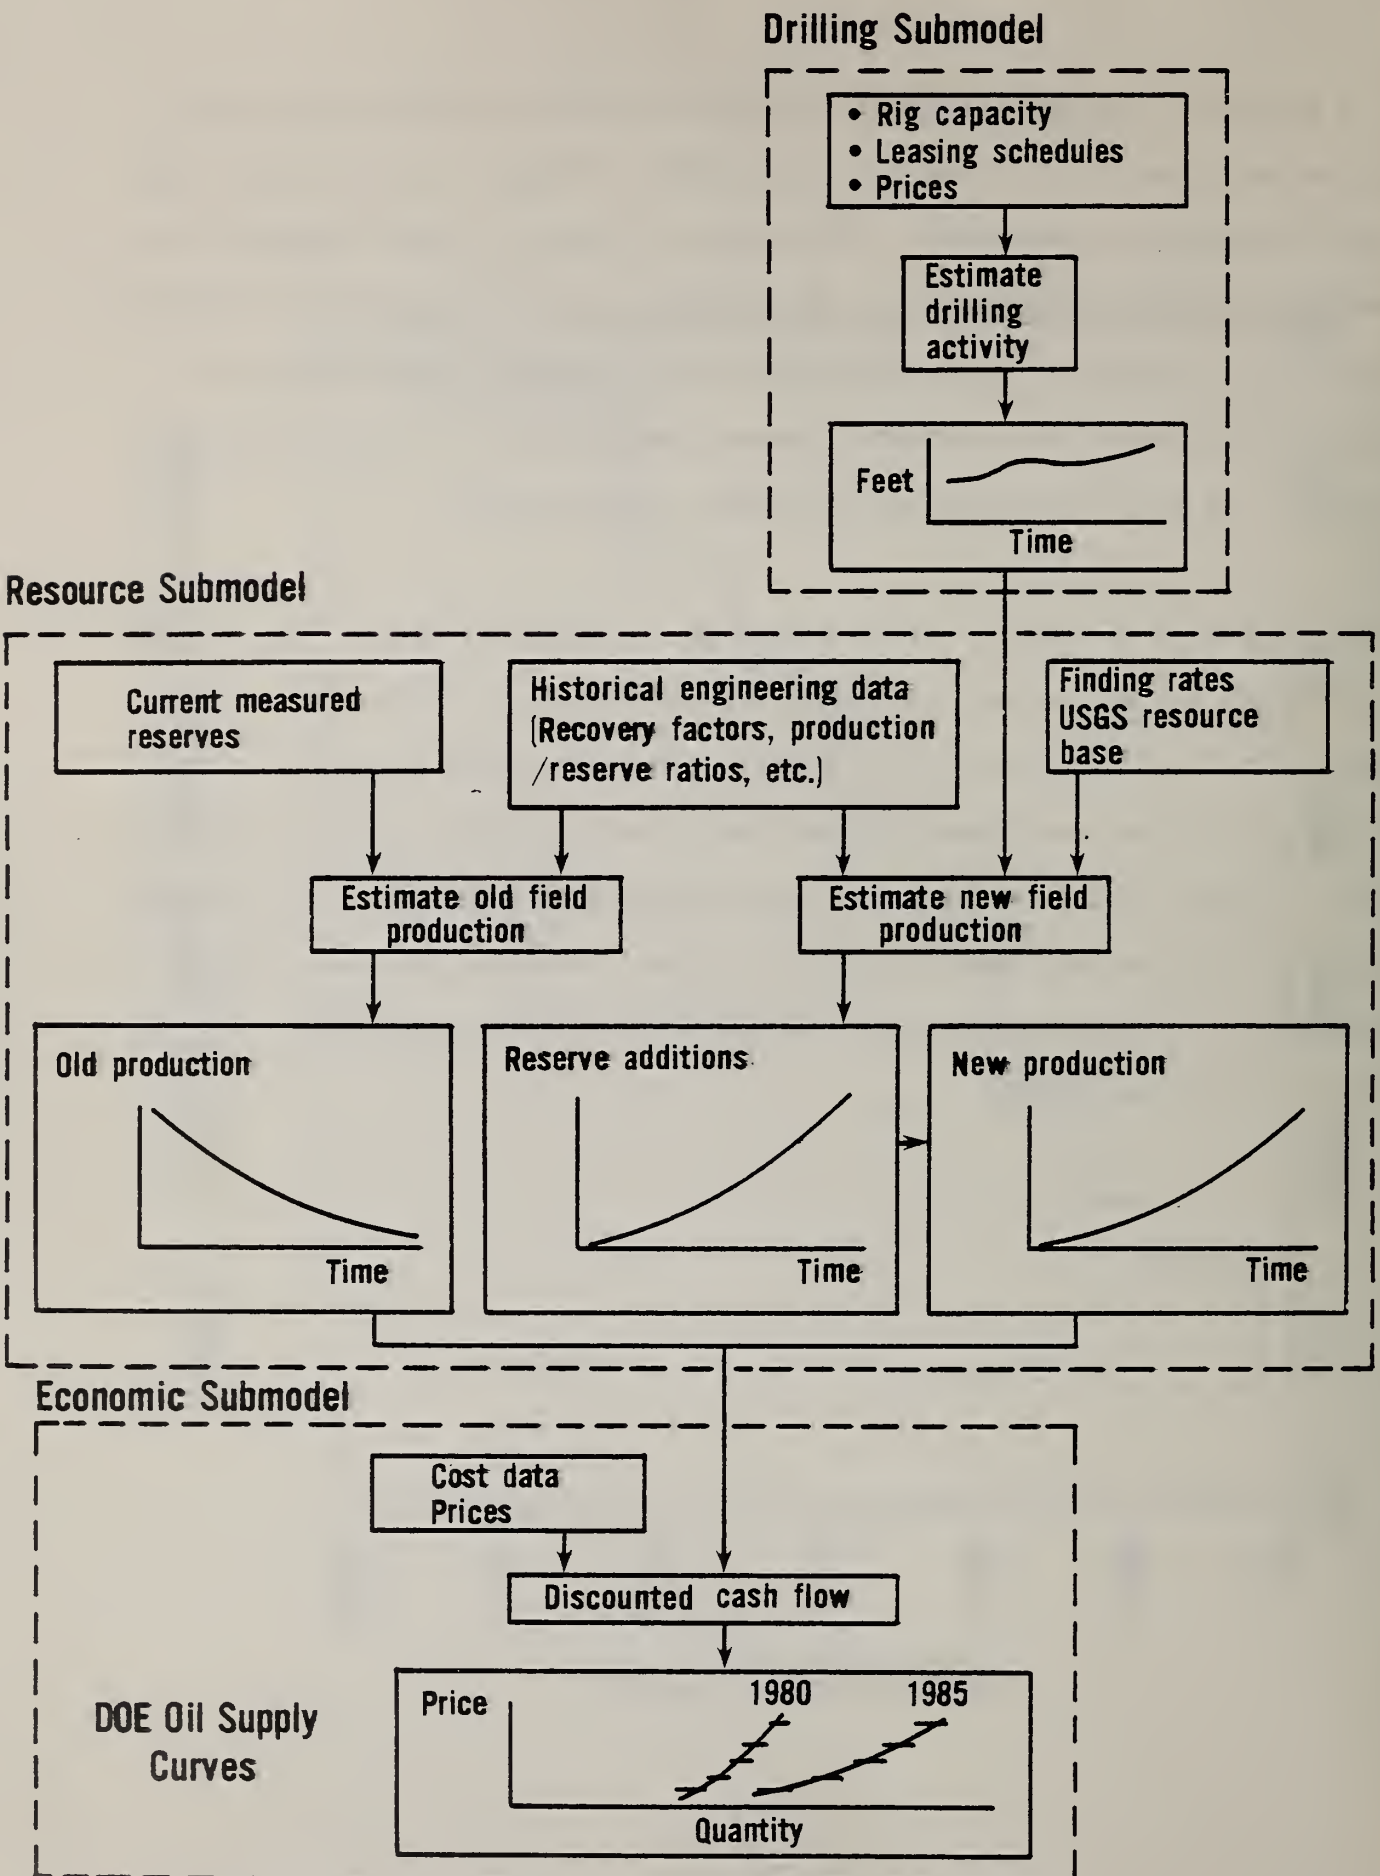 Drilling Submodel
• Rig capacity
• Leasing schedules
• Prices
Estimate
drilling
activity
Feet
Time
Resource Submodel
Current measured
reserves
Historical engineering data
(Recovery factors, production
/reserve ratios, etc.)
Finding rates
USGS resource
base
Estimate old field
production
Estimate new field
production
Old production
Time
Reserve additions
Time
New production
Time
Economic Submodel
Cost data
Prices
Discounted cash flow
DOE Oil Supply
Curves
Price
1980
1985
Quantity